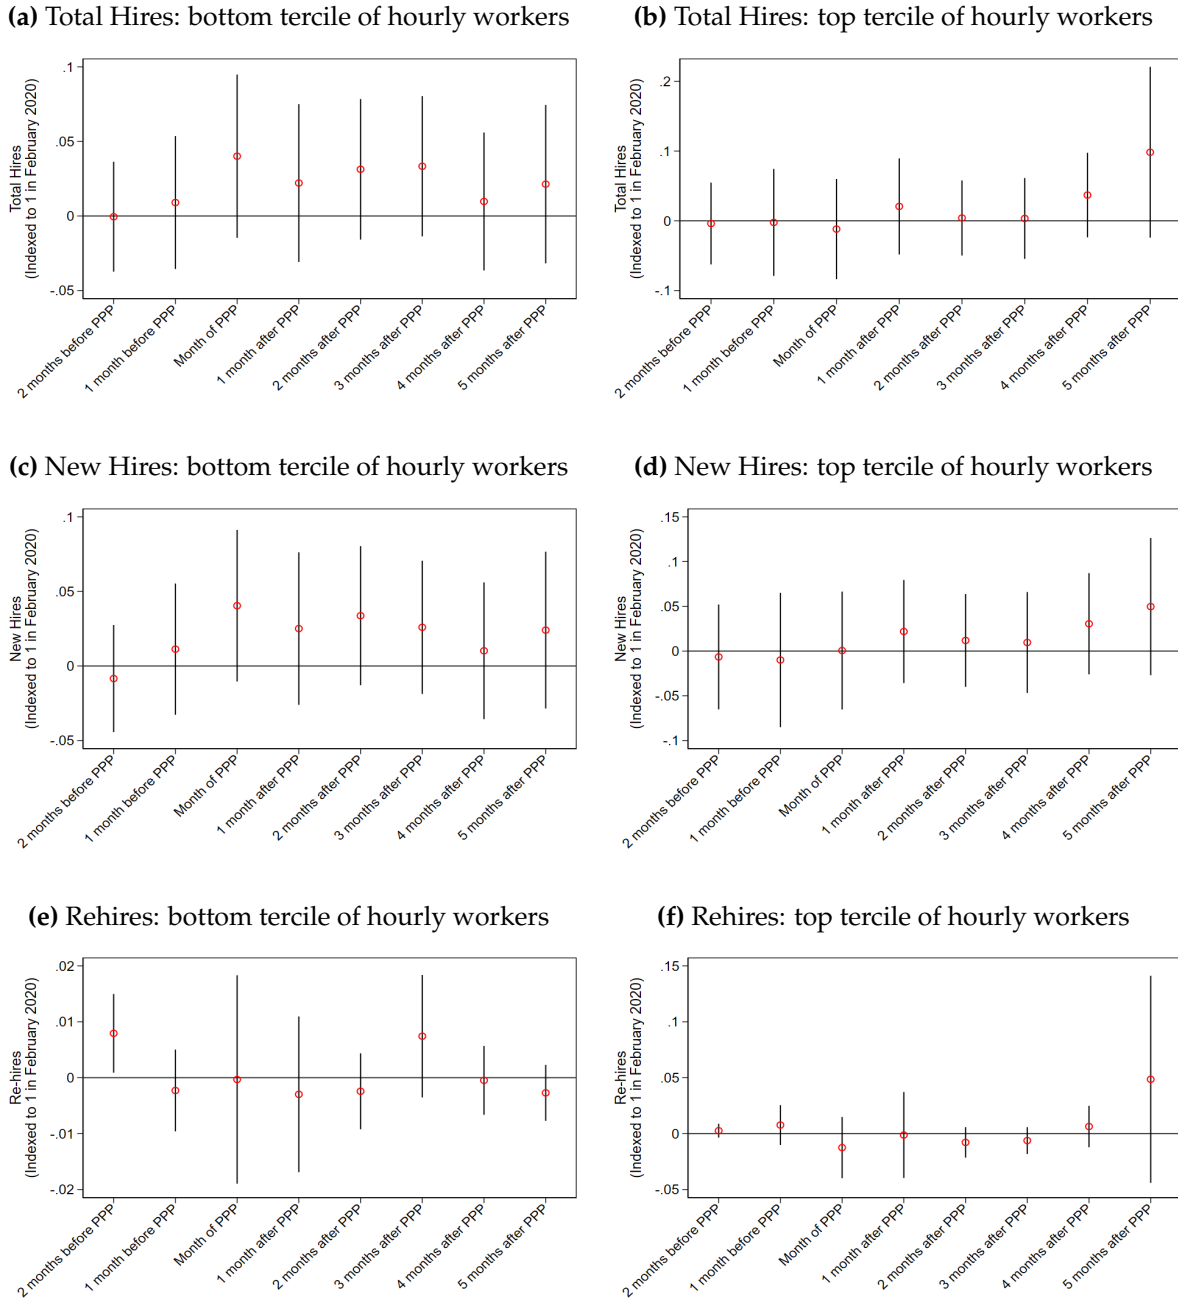 (a) Total Hires: bottom tercile of hourly workers
Total Hires
(Indexed to 1 in February 2020)
.1
.05
0
-.05
2 months before PPP
1 month before PPP
Month of PPP
1 month after PPP
2 months after PPP
3 months after PPP
4 months after PPP
5 months after PPP
(b) Total Hires: top tercile of hourly workers
Total Hires
(Indexed to 1 in February 2020)
.2
.1
0
-.1
2 months before PPP
1 month before PPP
Month of PPP
1 month after PPP
2 months after PPP
3 months after PPP
4 months after PPP
5 months after PPP
(c) New Hires: bottom tercile of hourly workers
New Hires
(Indexed to 1 in February 2020)
.1
.05
0
-.05
2 months before PPP
1 month before PPP
Month of PPP
1 month after PPP
2 months after PPP
3 months after PPP
4 months after PPP
5 months after PPP
(d) New Hires: top tercile of hourly workers
New Hires
(Indexed to 1 in February 2020)
.15
.1
.05
0
-.05
-.1
2 months before PPP
1 month before PPP
Month of PPP
1 month after PPP
2 months after PPP
3 months after PPP
4 months after PPP
5 months after PPP
(e) Rehires: bottom tercile of hourly workers
Re-hires
(Indexed to 1 in February 2020)
.02
.01
0
-.01
-.02
2 months before PPP
1 month before PPP
Month of PPP
1 month after PPP
2 months after PPP
3 months after PPP
4 months after PPP
5 months after PPP
(f) Rehires: top tercile of hourly workers
Re-hires
(Indexed to 1 in February 2020)
.15
.1
.05
0
-.05
2 months before PPP
1 month before PPP
Month of PPP
1 month after PPP
2 months after PPP
3 months after PPP
4 months after PPP
5 months after PPP